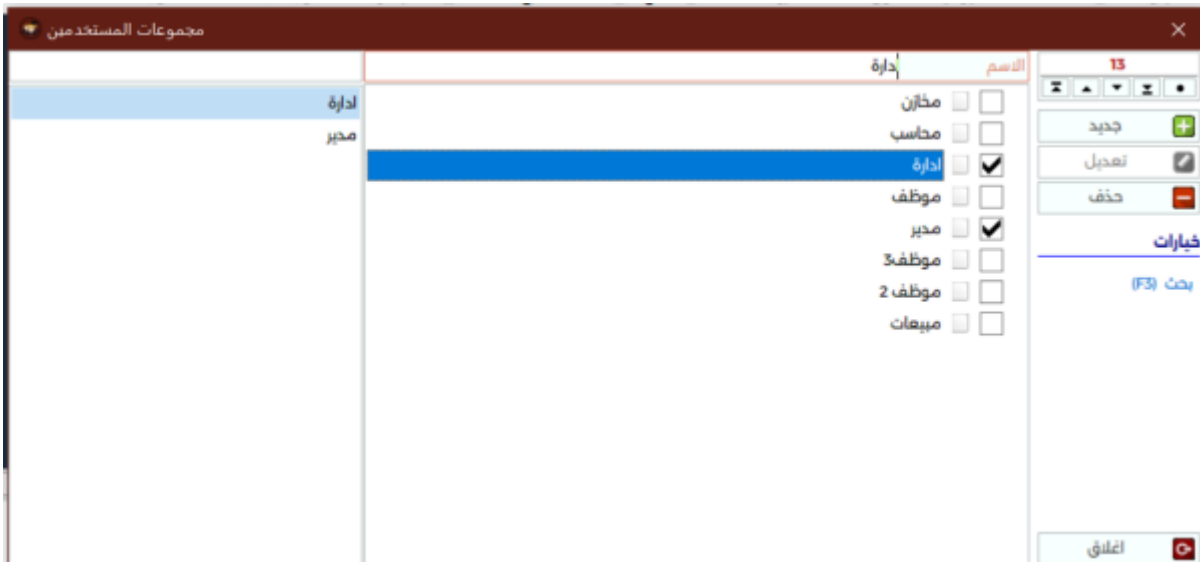 مجموعات المستخدمين
13
الاسم دارة
جديد
تعديل
حذف
خيارات
بحث (F3)
مخازن
محاسب
ادارة
موظف
مدير
موظف3
موظف 2
مبيعات
ادارة
مدير
اغلاق